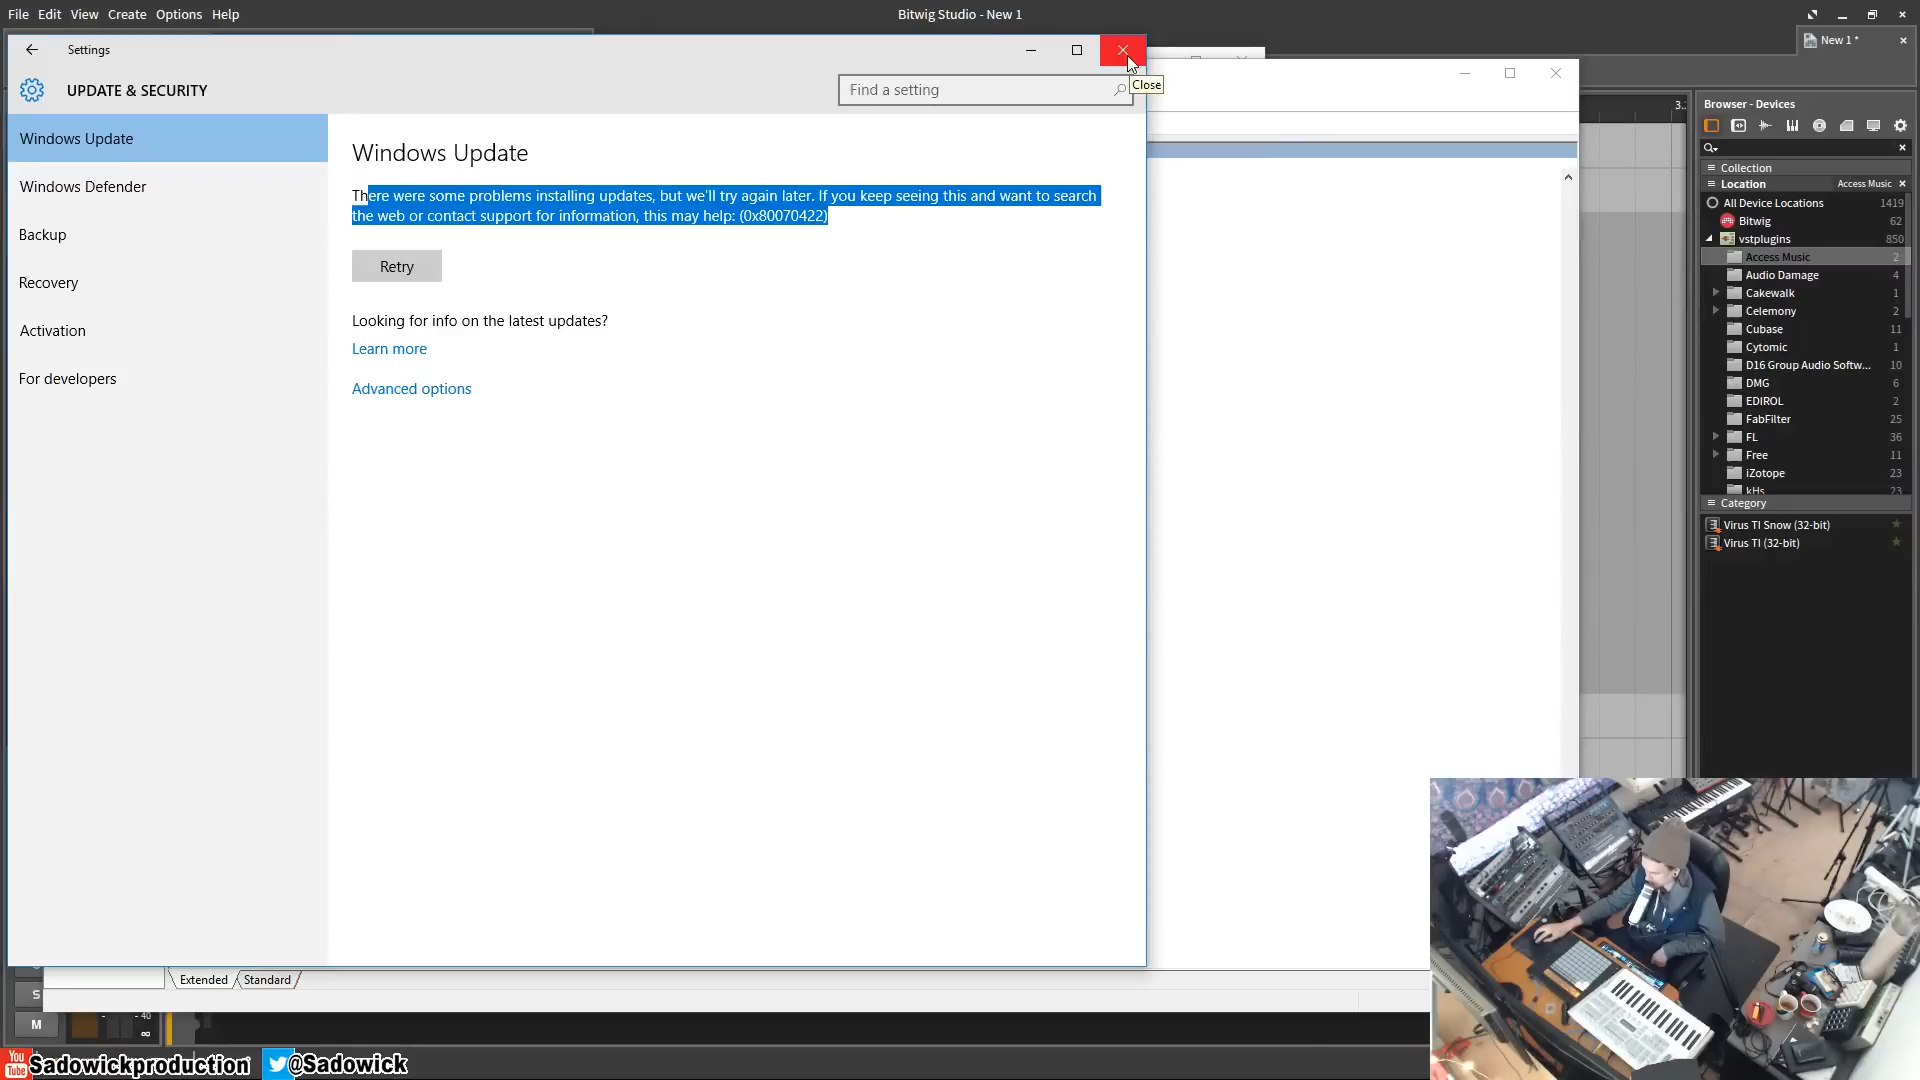 File Edit View Create Options Help
Bitwig Studio - New 1
New 1 *
Settings
UPDATE & SECURITY
Find a setting
Close
Windows Update
Windows Defender
Backup
Recovery
Activation
For developers
Windows Update
There were some problems installing updates, but we'll try again later. If you keep seeing this and want to search
the web or contact support for information, this may help: (0x80070422)
Retry
Looking for info on the latest updates?
Learn more
Advanced options
3.
Browser - Devices
Collection
Location Access Music
All Device Locations 1419
Bitwig 62
vstplugins 850
Access Music 2
Audio Damage 4
Cakewalk 1
Celemony 2
Cubase 11
Cytomic 1
D16 Group Audio Softw... 10
DMG 6
EDIROL 2
FabFilter 25
FL 36
Free 11
iZotope 23
kHs 23
Category
Virus TI Snow (32-bit)
Virus TI (32-bit)
Extended Standard
S
M
-40
∞
You Tube Sadowickproduction @Sadowick